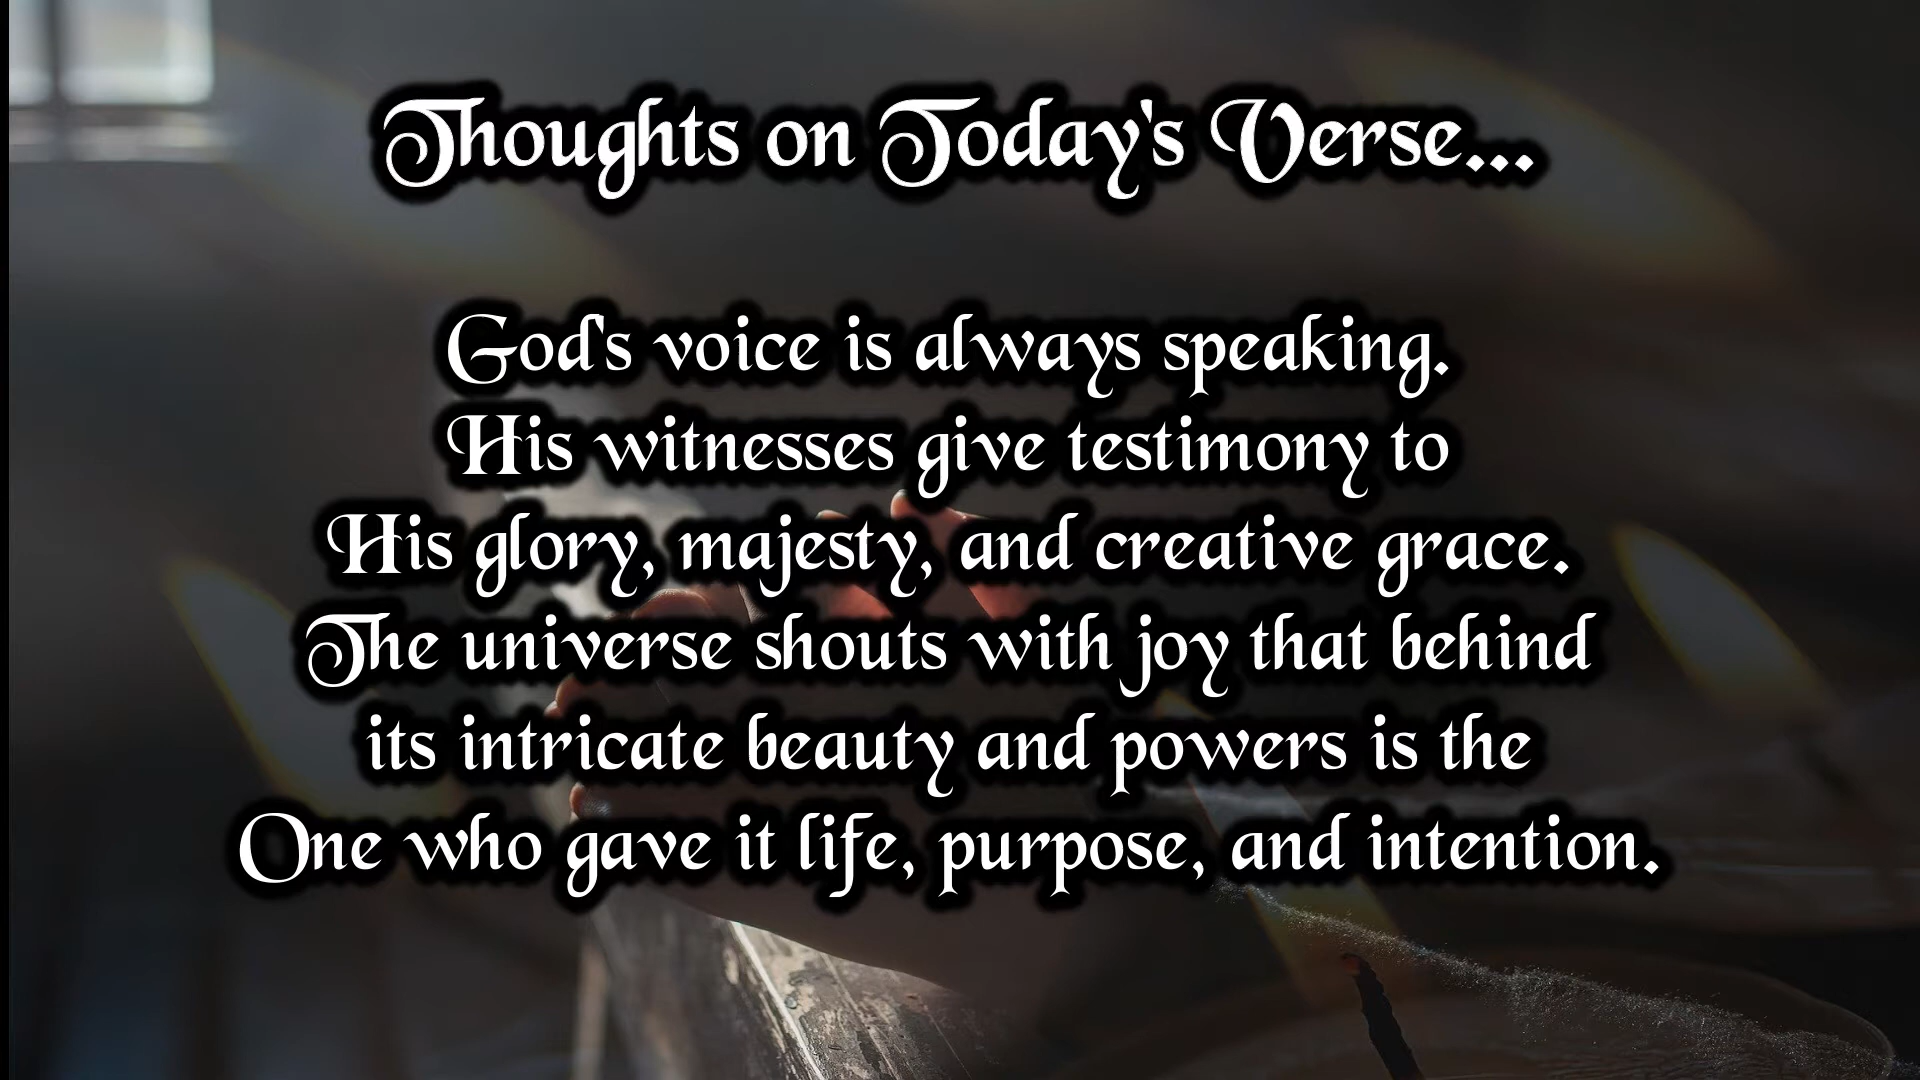 Thoughts on Today's Verse...
God's voice is always speaking.
His witnesses give testimony to
His glory, majesty, and creative grace.
The universe shouts with joy that behind
its intricate beauty and powers is the
One who gave it life, purpose, and intention.